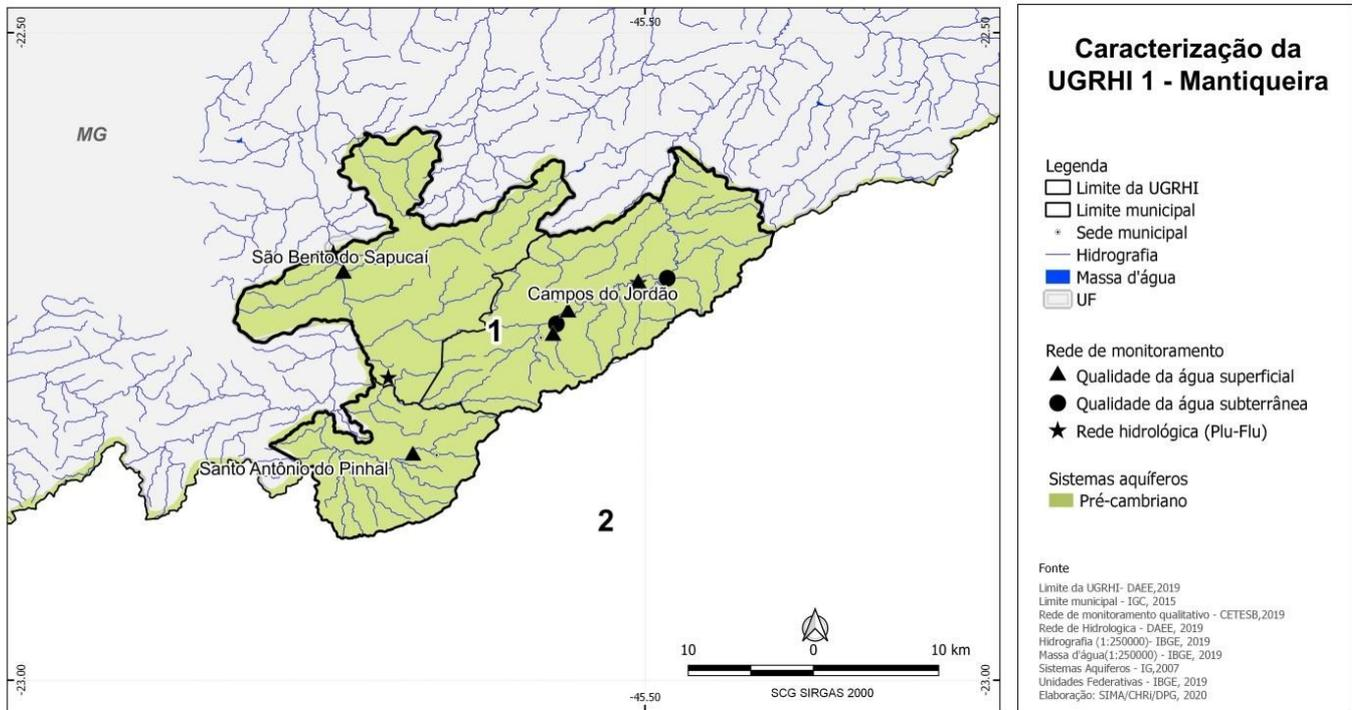 -22.50
-45.50
-22.50
MG
São Bento do Sapucaí
Campos do Jordão
1
Santo Antônio do Pinhal
2
10 0 10 km
SCG SIRGAS 2000
-23.00
-45.50
-23.00
Caracterização da
UGRHI 1 - Mantiqueira
Legenda
Limite da UGRHI
Limite municipal
Sede municipal
Hidrografia
Massa d'água
UF
Rede de monitoramento
Qualidade da água superficial
Qualidade da água subterrânea
Rede hidrológica (Plu-Flu)
Sistemas aquíferos
Pré-cambriano
Fonte
Limite da UGRHI- DAEE,2019
Limite municipal - IGC, 2015
Rede de monitoramento qualitativo - CETESB,2019
Rede de Hidrologica - DAEE, 2019
Hidrografia (1:250000)- IBGE, 2019
Massa d'água(1:250000) - IBGE, 2019
Sistemas Aquiferos - IG,2007
Unidades Federativas - IBGE, 2019
Elaboração: SIMA/CHRi/DPG, 2020